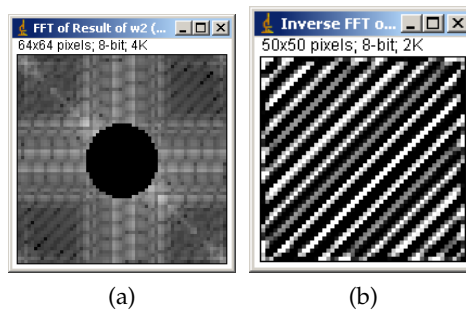 FFT of Result of w2 (...
64x64 pixels; 8-bit; 4K
Inverse FFT o...
50x50 pixels; 8-bit; 2K
(a)
(b)